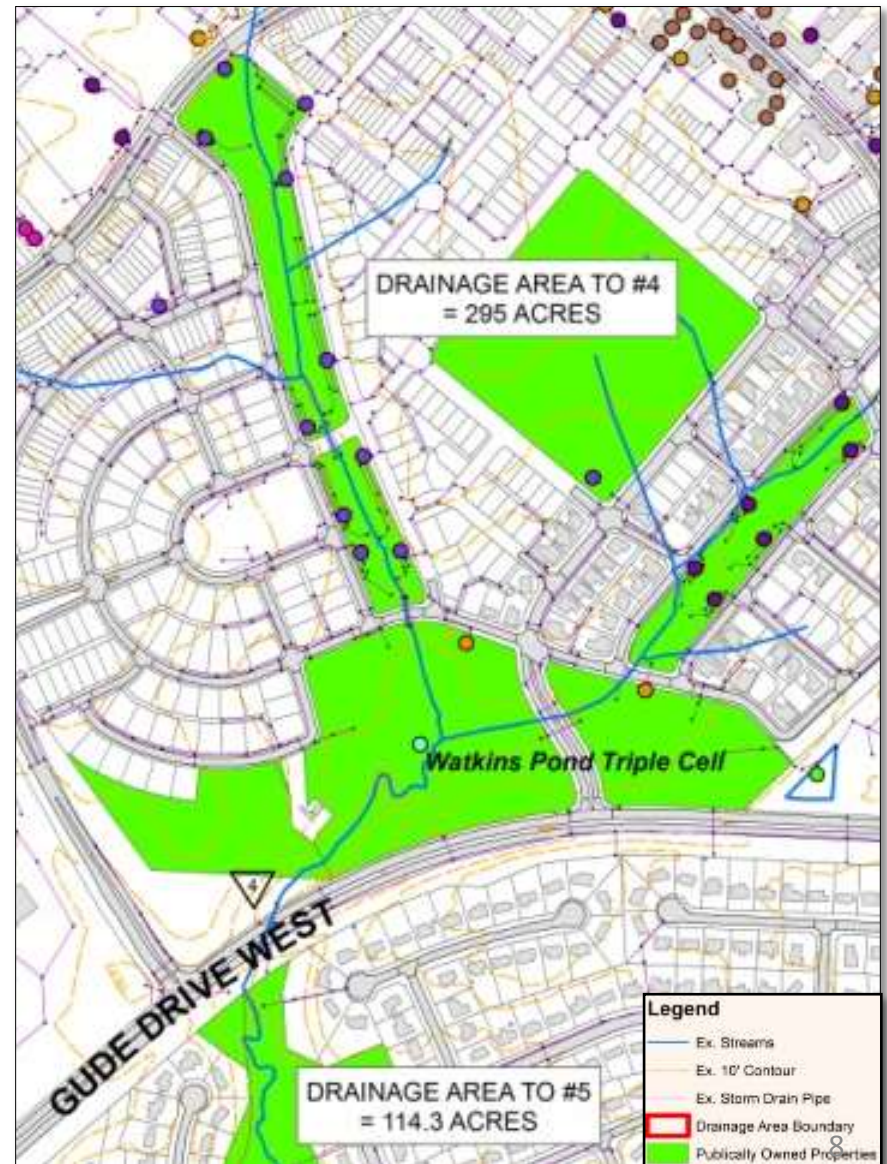 DRAINAGE AREA TO #4
= 295 ACRES
Watkins Pond Triple Cell
4
GUDE DRIVE WEST
DRAINAGE AREA TO #5
= 114.3 ACRES
Legend
Ex. Streams
Ex. 10' Contour
Ex. Storm Drain Pipe
Drainage Area Boundary
8
Publically Owned Properties